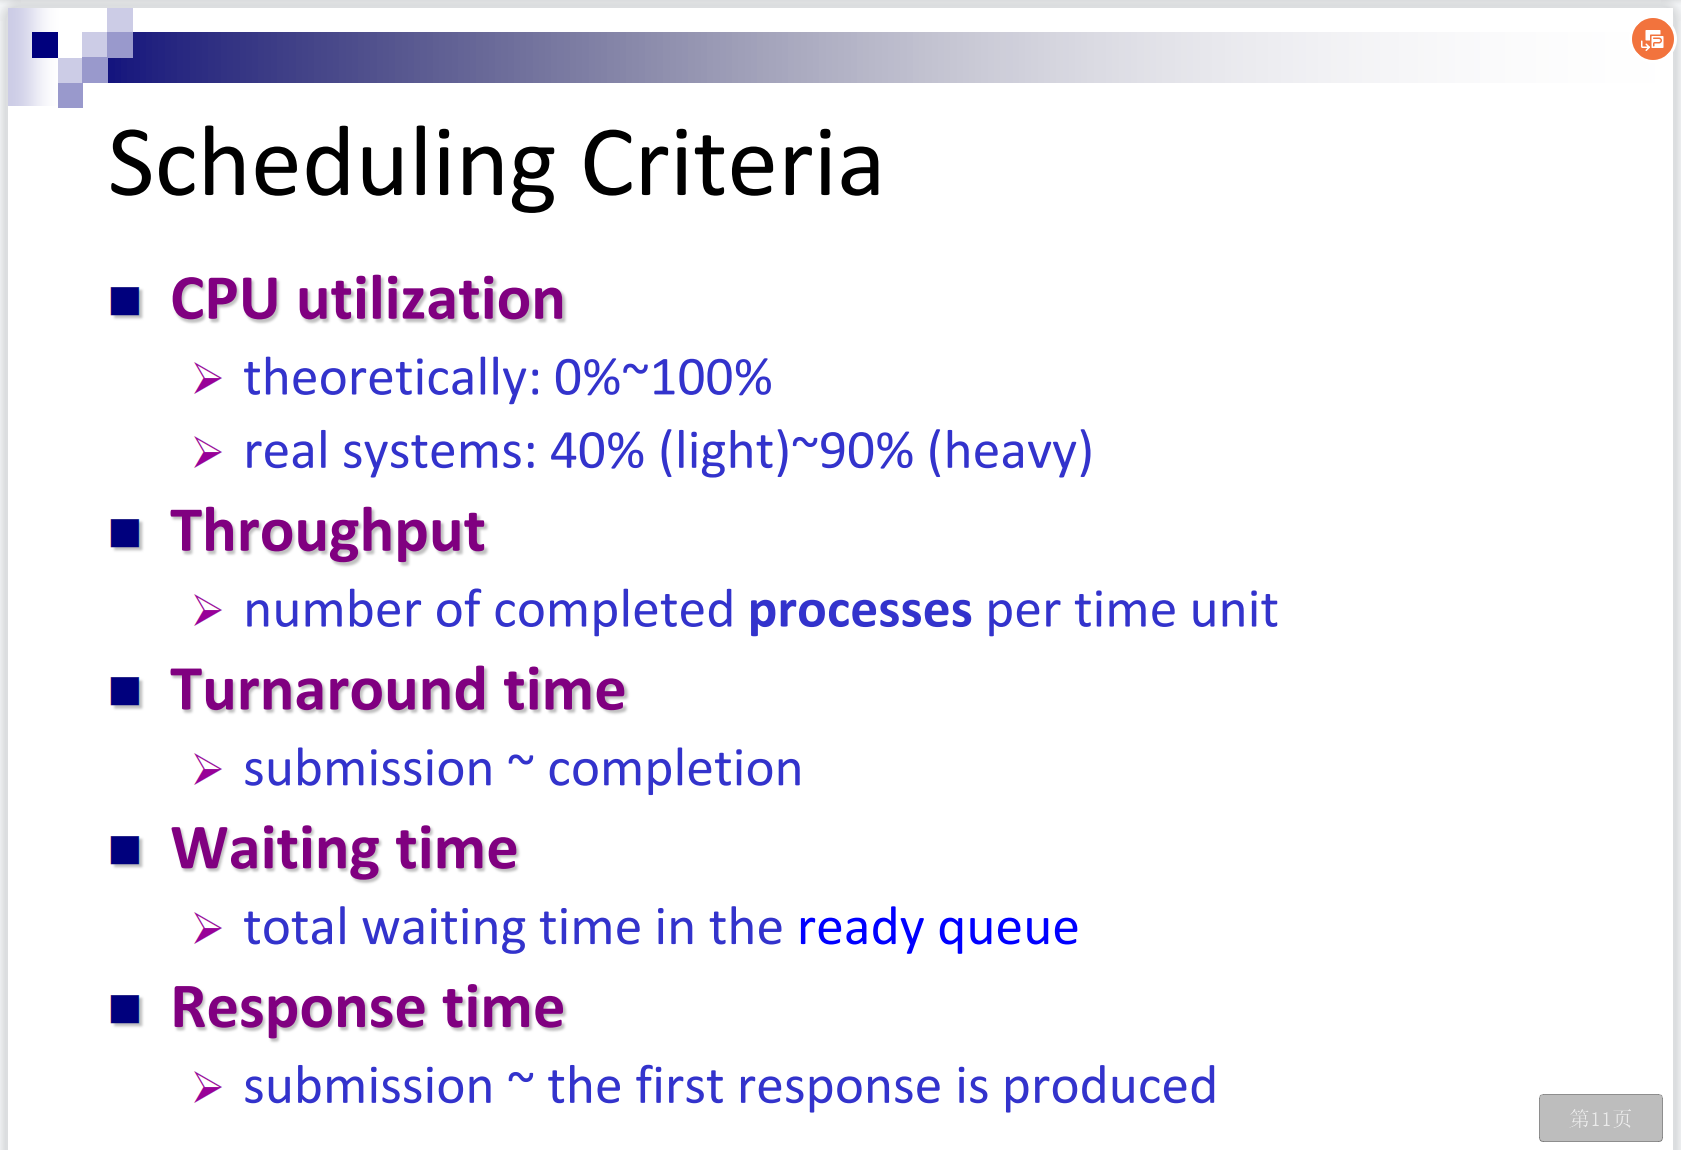 Scheduling Criteria
CPU utilization
theoretically: 0%~100%
real systems: 40% (light)~90% (heavy)
Throughput
number of completed processes per time unit
Turnaround time
submission ~ completion
Waiting time
total waiting time in the ready queue
Response time
submission ~ the first response is produced
第11页